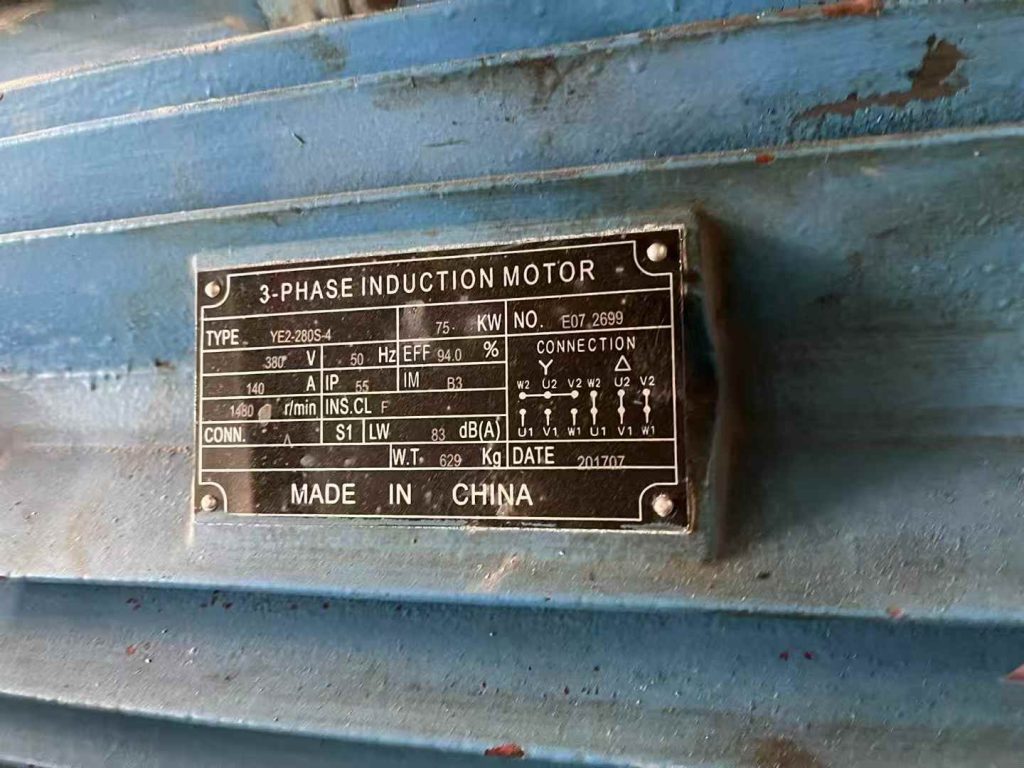 3-PHASE INDUCTION MOTOR
TYPE YE2-280S-4 75 KW NO. E07 2699
380 V 50 Hz EFF 94.0 % CONNECTION
140 A IP 55 IM B3 Y △
W2 U2 V2 W2 U2 V2
1480 r/min INS.CL F
U1 V1 W1 U1 V1 W1
CONN. △ S1 LW 83 dB(A)
W.T. 629 Kg DATE 201707
MADE IN CHINA